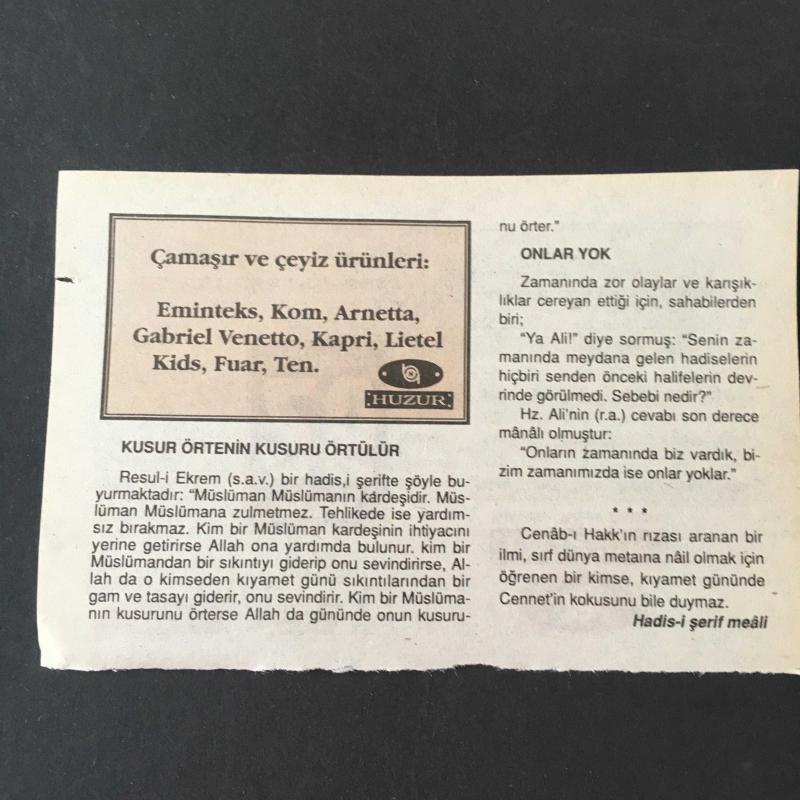 Çamaşır ve çeyiz ürünleri:
Eminteks, Kom, Arnetta,
Gabriel Venetto, Kapri, Lietel
Kids, Fuar, Ten.
HUZUR
KUSUR ÖRTENİN KUSURU ÖRTÜLÜR
Resul-i Ekrem (s.a.v.) bir hadis,i şerifte şöyle bu-
yurmaktadır: “Müslüman Müslümanın kardeşidir. Müs-
lüman Müslümana zulmetmez. Tehlikede ise yardım-
sız bırakmaz. Kim bir Müslüman kardeşinin ihtiyacını
yerine getirirse Allah ona yardımda bulunur. kim bir
Müslümandan bir sıkıntıyı giderip onu sevindirirse, Al-
lah da o kimseden kıyamet günü sıkıntılarından bir
gam ve tasayı giderir, onu sevindirir. Kim bir Müslüma-
nın kusurunu örterse Allah da gününde onun kusuru-
nu örter.”
ONLAR YOK
Zamanında zor olaylar ve karışık-
lıklar cereyan ettiği için, sahabilerden
biri;
“Ya Ali!” diye sormuş: “Senin za-
manında meydana gelen hadiselerin
hiçbiri senden önceki halifelerin dev-
rinde görülmedi. Sebebi nedir?”
Hz. Ali’nin (r.a.) cevabı son derece
mânâlı olmuştur:
“Onların zamanında biz vardık, bi-
zim zamanımızda ise onlar yoklar.”
* * *
Cenâb-ı Hakk’ın rızası aranan bir
ilmi, sırf dünya metaına nâil olmak için
öğrenen bir kimse, kıyamet gününde
Cennet’in kokusunu bile duymaz.
Hadis-i şerif meâli